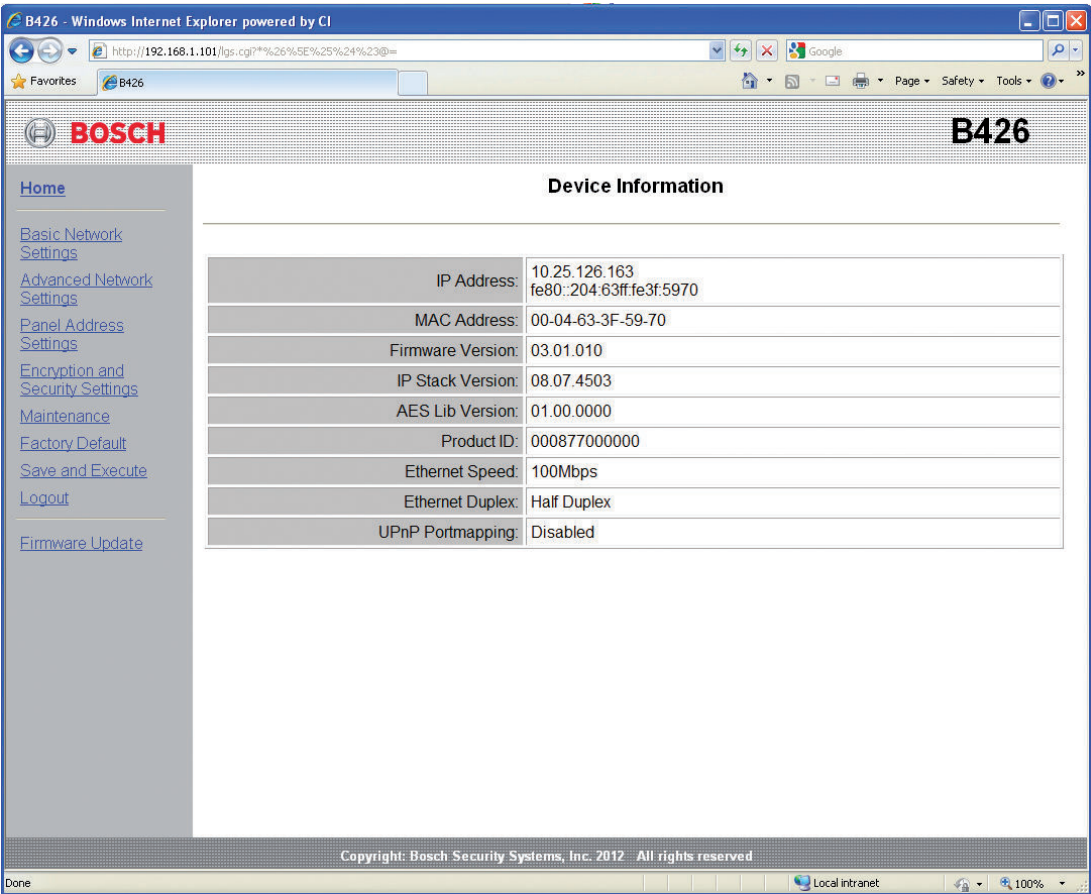 B426 - Windows Internet Explorer powered by CI
http://192.168.1.101/lgs.cgi?*%26%5E%25%24%23@=
Google
Favorites
B426
Page
Safety
Tools
»
BOSCH
B426
Home
Basic Network
Settings
Advanced Network
Settings
Panel Address
Settings
Encryption and
Security Settings
Maintenance
Factory Default
Save and Execute
Logout
Firmware Update
Device Information
IP Address: 10.25.126.163
fe80::204:63ff:fe3f:5970
MAC Address: 00-04-63-3F-59-70
Firmware Version: 03.01.010
IP Stack Version: 08.07.4503
AES Lib Version: 01.00.0000
Product ID: 000877000000
Ethernet Speed: 100Mbps
Ethernet Duplex: Half Duplex
UPnP Portmapping: Disabled
Copyright: Bosch Security Systems, Inc. 2012 All rights reserved
Done
Local intranet
100%